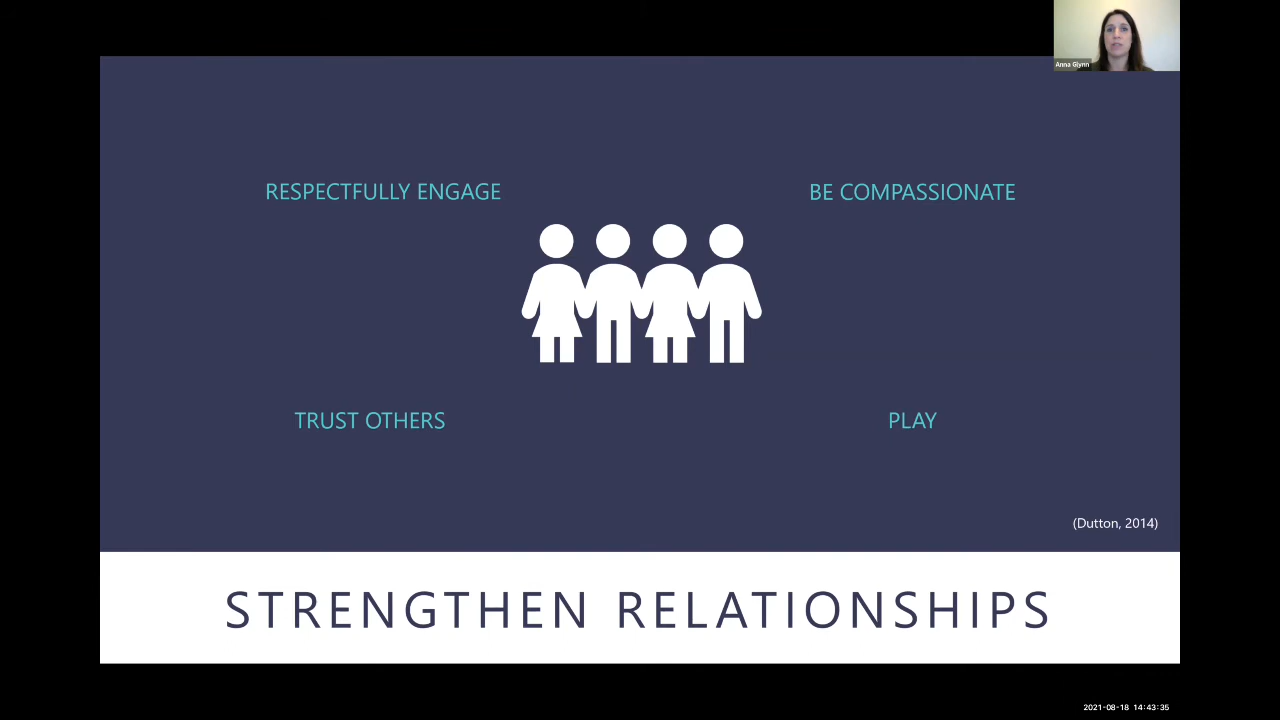 Anna Glynn
RESPECTFULLY ENGAGE
BE COMPASSIONATE
TRUST OTHERS
PLAY
(Dutton, 2014)
STRENGTHEN RELATIONSHIPS
2021-08-18 14:43:35